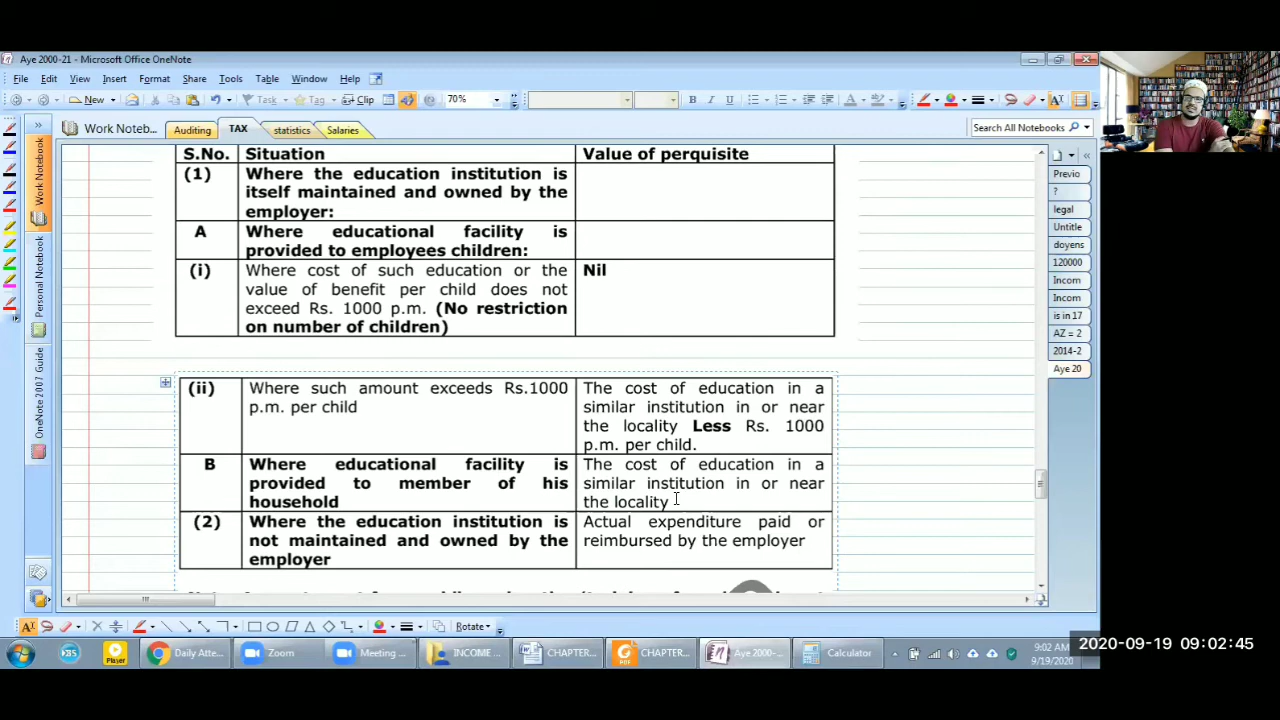 Aye 2000-21 - Microsoft Office OneNote
File Edit View Insert Format Share Tools Table Window Help
New Task Tag Clip 70% B I U A
Work Noteb... Auditing TAX statistics Salaries Search All Notebooks
Work Notebook
Personal Notebook
OneNote 2007 Guide
S.No. Situation Value of perquisite
(1) Where the education institution is
itself maintained and owned by the
employer:
A Where educational facility is
provided to employees children:
(i) Where cost of such education or the Nil
value of benefit per child does not
exceed Rs. 1000 p.m. (No restriction
on number of children)
(ii) Where such amount exceeds Rs.1000 The cost of education in a
p.m. per child similar institution in or near
the locality Less Rs. 1000
p.m. per child.
B Where educational facility is The cost of education in a
provided to member of his similar institution in or near
household the locality
(2) Where the education institution is Actual expenditure paid or
not maintained and owned by the reimbursed by the employer
employer
Previo
?
legal
Untitle
doyens
120000
Incom
Incom
is in 17
AZ = 2
2014-2
Aye 20
Rotate
Player Daily Atte... Zoom Meeting ... INCOME ... CHAPTER... CHAPTER... Aye 2000-... Calculator 9:02 AM
9/19/2020
2020-09-19 09:02:45